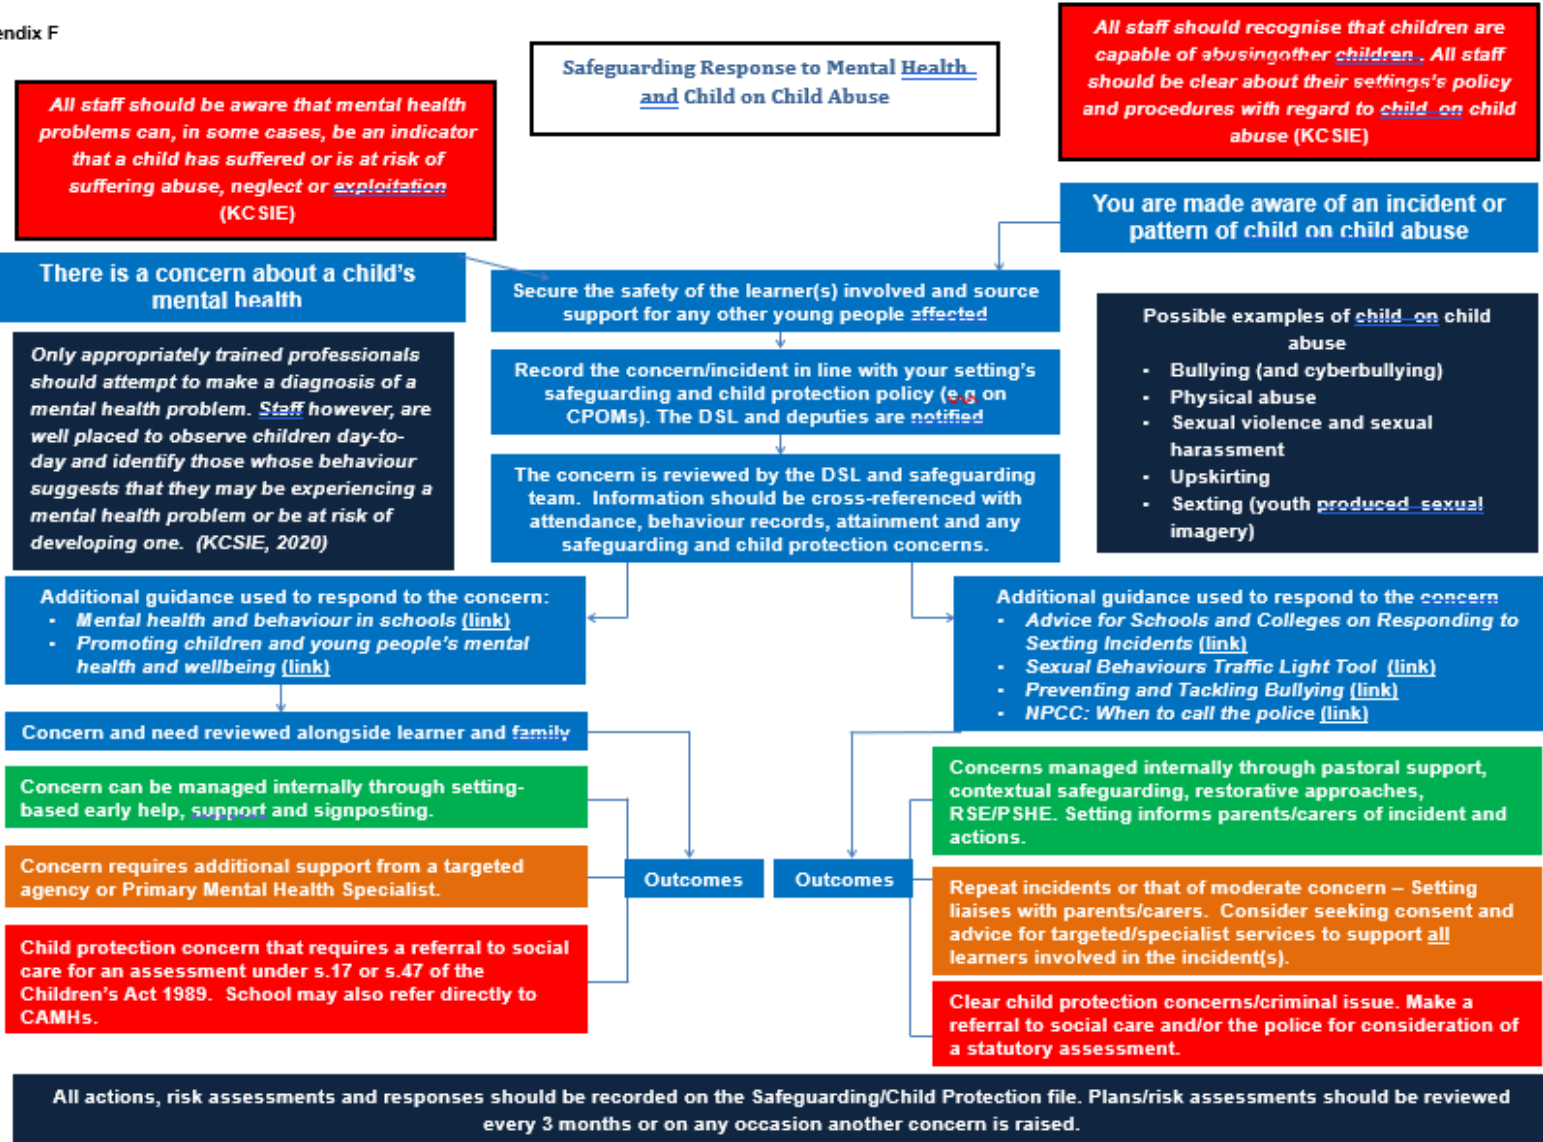 endix F
Safeguarding Response to Mental Health
and Child on Child Abuse
All staff should recognise that children are
capable of abusingother children. All staff
should be clear about their settings's policy
and procedures with regard to child on child
abuse (KCSIE)
All staff should be aware that mental health
problems can, in some cases, be an indicator
that a child has suffered or is at risk of
suffering abuse, neglect or exploitation
(KCSIE)
You are made aware of an incident or
pattern of child on child abuse
There is a concern about a child's
mental health
Secure the safety of the learner(s) involved and source
support for any other young people affected
Only appropriately trained professionals
should attempt to make a diagnosis of a
mental health problem. Staff however, are
well placed to observe children day-to-
day and identify those whose behaviour
suggests that they may be experiencing a
mental health problem or be at risk of
developing one. (KCSIE, 2020)
Record the concern/incident in line with your setting's
safeguarding and child protection policy (e.g. on
CPOMs). The DSL and deputies are notified
The concern is reviewed by the DSL and safeguarding
team. Information should be cross-referenced with
attendance, behaviour records, attainment and any
safeguarding and child protection concerns.
Possible examples of child on child
abuse
• Bullying (and cyberbullying)
• Physical abuse
• Sexual violence and sexual
harassment
• Upskirting
• Sexting (youth produced sexual
imagery)
Additional guidance used to respond to the concern:
• Mental health and behaviour in schools (link)
• Promoting children and young people's mental
health and wellbeing (link)
Additional guidance used to respond to the concern
• Advice for Schools and Colleges on Responding to
Sexting Incidents (link)
• Sexual Behaviours Traffic Light Tool (link)
• Preventing and Tackling Bullying (link)
• NPCC: When to call the police (link)
Concern and need reviewed alongside learner and family
Concern can be managed internally through setting-
based early help, support and signposting.
Concern requires additional support from a targeted
agency or Primary Mental Health Specialist.
Child protection concern that requires a referral to social
care for an assessment under s.17 or s.47 of the
Children's Act 1989. School may also refer directly to
CAMHs.
Outcomes
Outcomes
Concerns managed internally through pastoral support,
contextual safeguarding, restorative approaches,
RSE/PSHE. Setting informs parents/carers of incident and
actions.
Repeat incidents or that of moderate concern – Setting
liaises with parents/carers. Consider seeking consent and
advice for targeted/specialist services to support all
learners involved in the incident(s).
Clear child protection concerns/criminal issue. Make a
referral to social care and/or the police for consideration of
a statutory assessment.
All actions, risk assessments and responses should be recorded on the Safeguarding/Child Protection file. Plans/risk assessments should be reviewed
every 3 months or on any occasion another concern is raised.